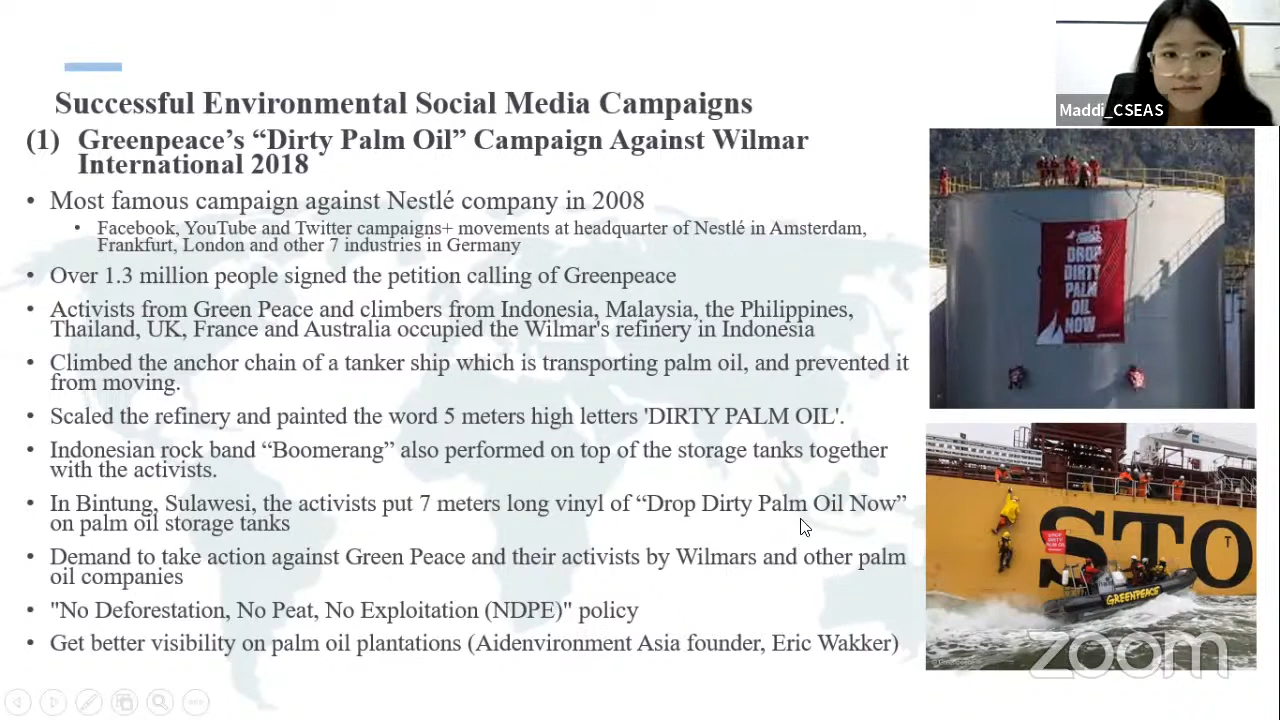 Maddi_CSEAS
Successful Environmental Social Media Campaigns
(1) Greenpeace's “Dirty Palm Oil” Campaign Against Wilmar
International 2018
• Most famous campaign against Nestlé company in 2008
• Facebook, YouTube and Twitter campaigns+ movements at headquarter of Nestlé in Amsterdam,
Frankfurt, London and other 7 industries in Germany
• Over 1.3 million people signed the petition calling of Greenpeace
• Activists from Green Peace and climbers from Indonesia, Malaysia, the Philippines,
Thailand, UK, France and Australia occupied the Wilmar's refinery in Indonesia
• Climbed the anchor chain of a tanker ship which is transporting palm oil, and prevented it
from moving.
• Scaled the refinery and painted the word 5 meters high letters 'DIRTY PALM OIL'.
• Indonesian rock band “Boomerang” also performed on top of the storage tanks together
with the activists.
• In Bintung, Sulawesi, the activists put 7 meters long vinyl of “Drop Dirty Palm Oil Now”
on palm oil storage tanks
• Demand to take action against Green Peace and their activists by Wilmars and other palm
oil companies
• "No Deforestation, No Peat, No Exploitation (NDPE)" policy
• Get better visibility on palm oil plantations (Aidenvironment Asia founder, Eric Wakker)
DROP
DIRTY
PALM
OIL
NOW
STO
DROP
DIRTY
PALM OIL
GREENPEACE
zoom